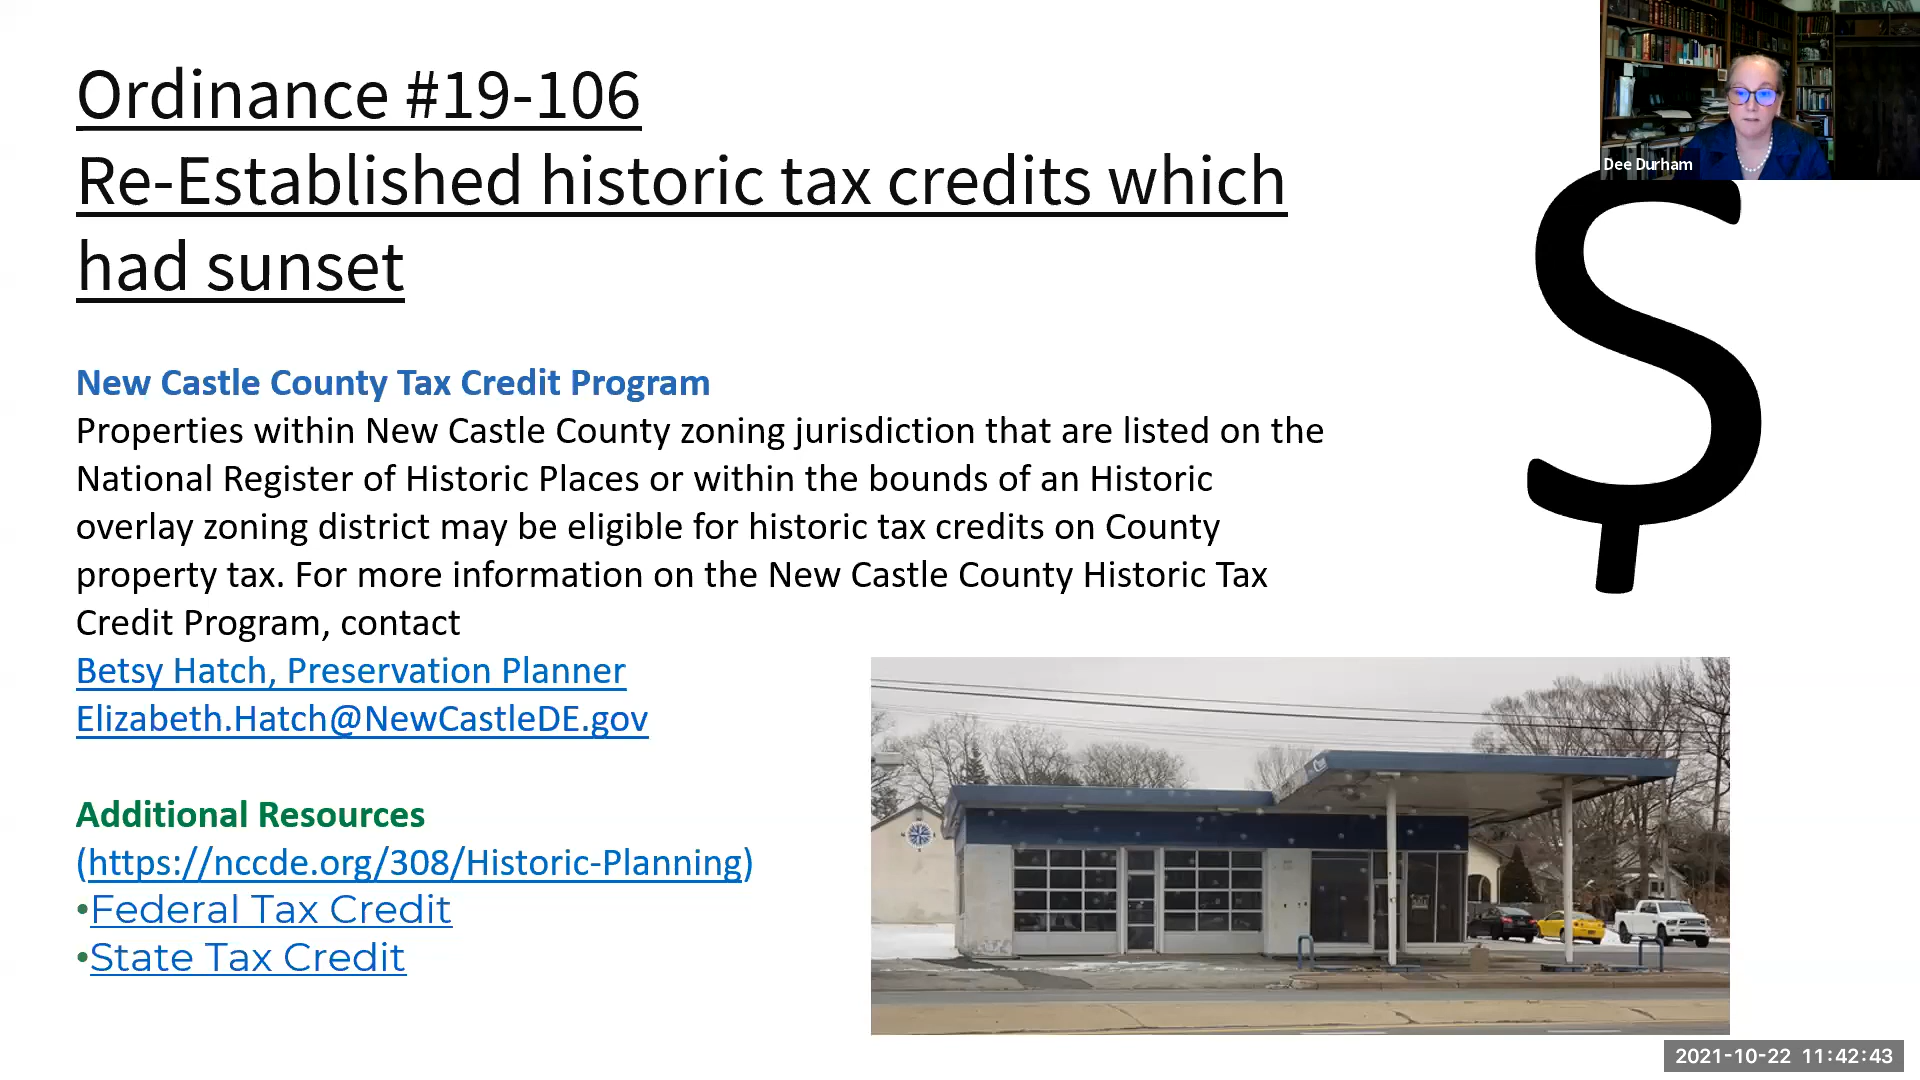 Ordinance #19-106
Re-Established historic tax credits which
had sunset
New Castle County Tax Credit Program
Properties within New Castle County zoning jurisdiction that are listed on the
National Register of Historic Places or within the bounds of an Historic
overlay zoning district may be eligible for historic tax credits on County
property tax. For more information on the New Castle County Historic Tax
Credit Program, contact
Betsy Hatch, Preservation Planner
Elizabeth.Hatch@NewCastleDE.gov
Additional Resources
(https://nccde.org/308/Historic-Planning)
•Federal Tax Credit
•State Tax Credit
$
Dee Durham
2021-10-22 11:42:43